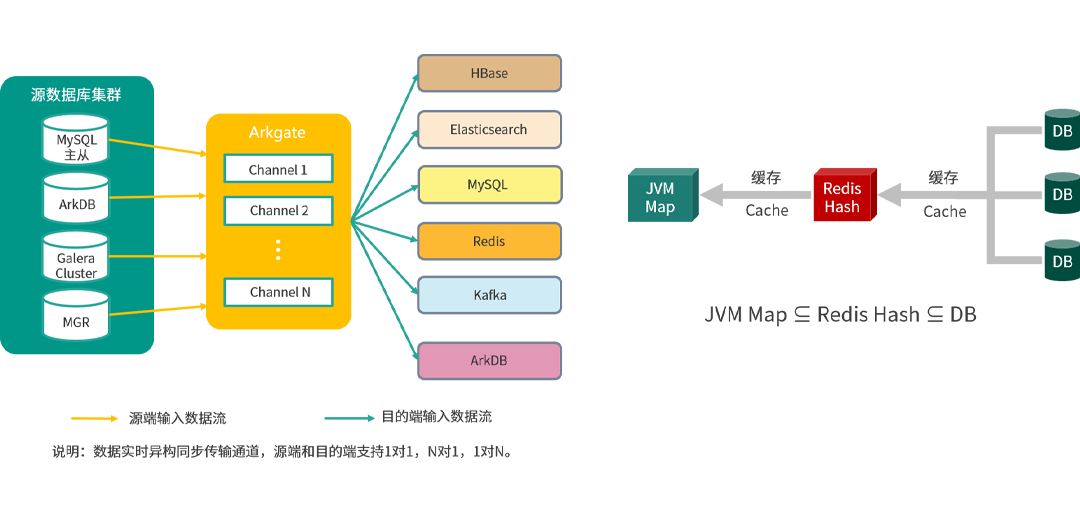 源数据库集群
MySQL
主从
ArkDB
Galera
Cluster
MGR
Arkgate
Channel 1
Channel 2
Channel N
HBase
Elasticsearch
MySQL
Redis
Kafka
ArkDB
源端输入数据流
目的端输入数据流
说明：数据实时异构同步传输通道，源端和目的端支持1对1，N对1，1对N。
JVM
Map
缓存
Cache
Redis
Hash
缓存
Cache
DB
DB
DB
JVM Map ⊆ Redis Hash ⊆ DB